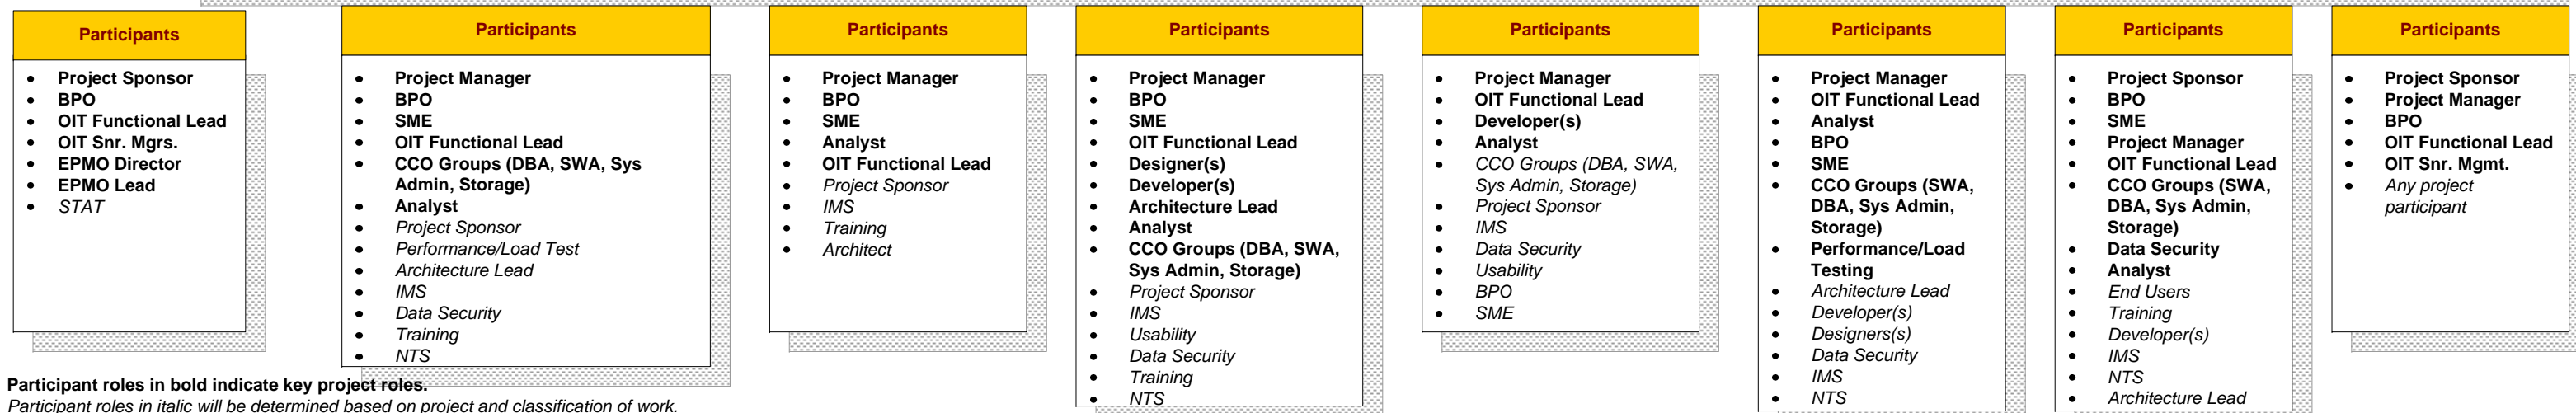 Participants
Project Sponsor
BPO
OIT Functional Lead
OIT Snr. Mgrs.
EPMO Director
EPMO Lead
STAT
Participants
Project Manager
BPO
SME
OIT Functional Lead
CCO Groups (DBA, SWA, Sys
Admin, Storage)
Analyst
Project Sponsor
Performance/Load Test
Architecture Lead
IMS
Data Security
Training
NTS
Participants
Project Manager
BPO
SME
Analyst
OIT Functional Lead
Project Sponsor
IMS
Training
Architect
Participants
Project Manager
BPO
SME
OIT Functional Lead
Designer(s)
Developer(s)
Architecture Lead
Analyst
CCO Groups (DBA, SWA,
Sys Admin, Storage)
Project Sponsor
IMS
Usability
Data Security
Training
NTS
Participants
Project Manager
OIT Functional Lead
Developer(s)
Analyst
CCO Groups (DBA, SWA,
Sys Admin, Storage)
Project Sponsor
IMS
Data Security
Usability
BPO
SME
Participants
Project Manager
OIT Functional Lead
Analyst
BPO
SME
CCO Groups (SWA,
DBA, Sys Admin,
Storage)
Performance/Load
Testing
Architecture Lead
Developer(s)
Designers(s)
Data Security
IMS
NTS
Participants
Project Sponsor
BPO
SME
Project Manager
OIT Functional Lead
CCO Groups (SWA,
DBA, Sys Admin,
Storage)
Data Security
Analyst
End Users
Training
Developer(s)
IMS
NTS
Architecture Lead
Participants
Project Sponsor
Project Manager
BPO
OIT Functional Lead
OIT Snr. Mgmt.
Any project
participant
Participant roles in bold indicate key project roles.
Participant roles in italic will be determined based on project and classification of work.